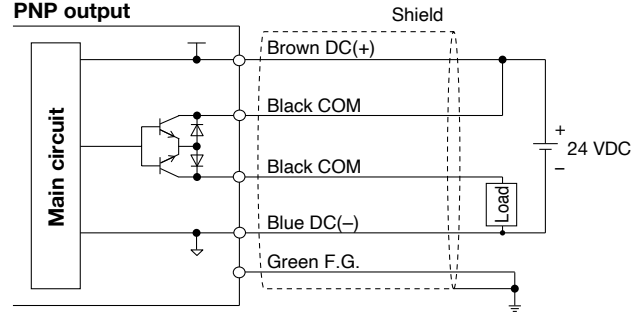 PNP output
Shield
Brown DC(+)
Black COM
Main circuit
+
24 VDC
–
Black COM
Load
Blue DC(–)
Green F.G.